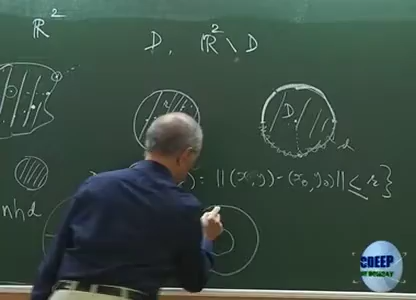 ℝ²
D, ℝ² \ D
D
d
): ||(x,y)-(x₀,y₀)|| ≤ r}
nhd
CDEEP
IIT BOMBAY